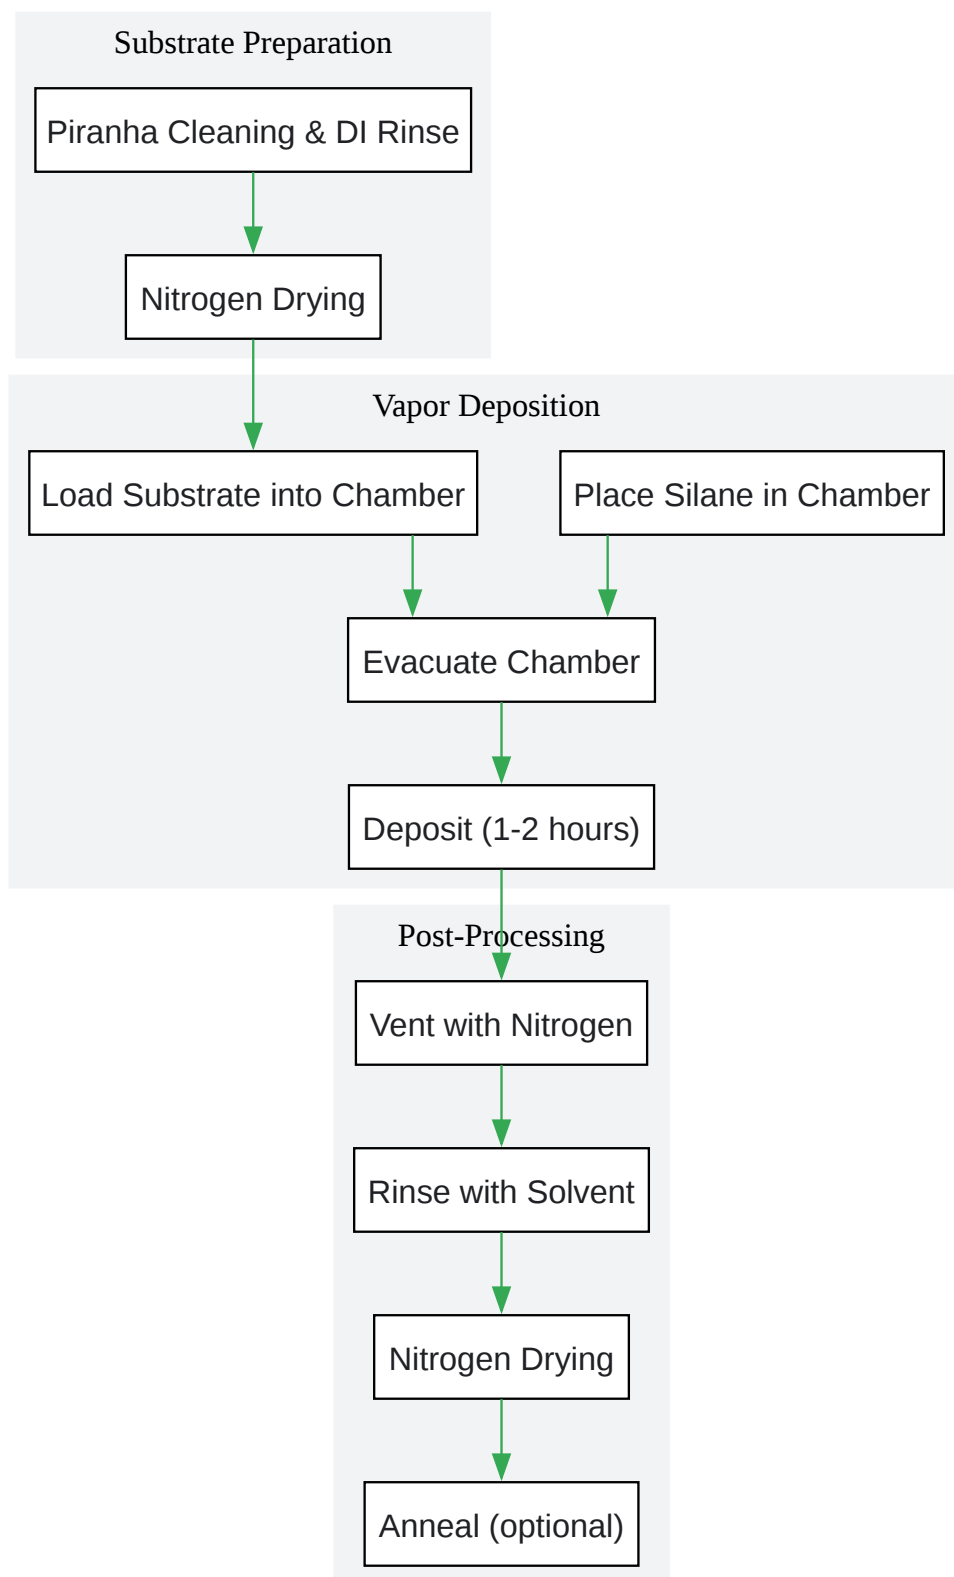 Substrate Preparation
Piranha Cleaning & DI Rinse
Nitrogen Drying
Vapor Deposition
Load Substrate into Chamber
Place Silane in Chamber
Evacuate Chamber
Deposit (1-2 hours)
Post-Processing
Vent with Nitrogen
Rinse with Solvent
Nitrogen Drying
Anneal (optional)